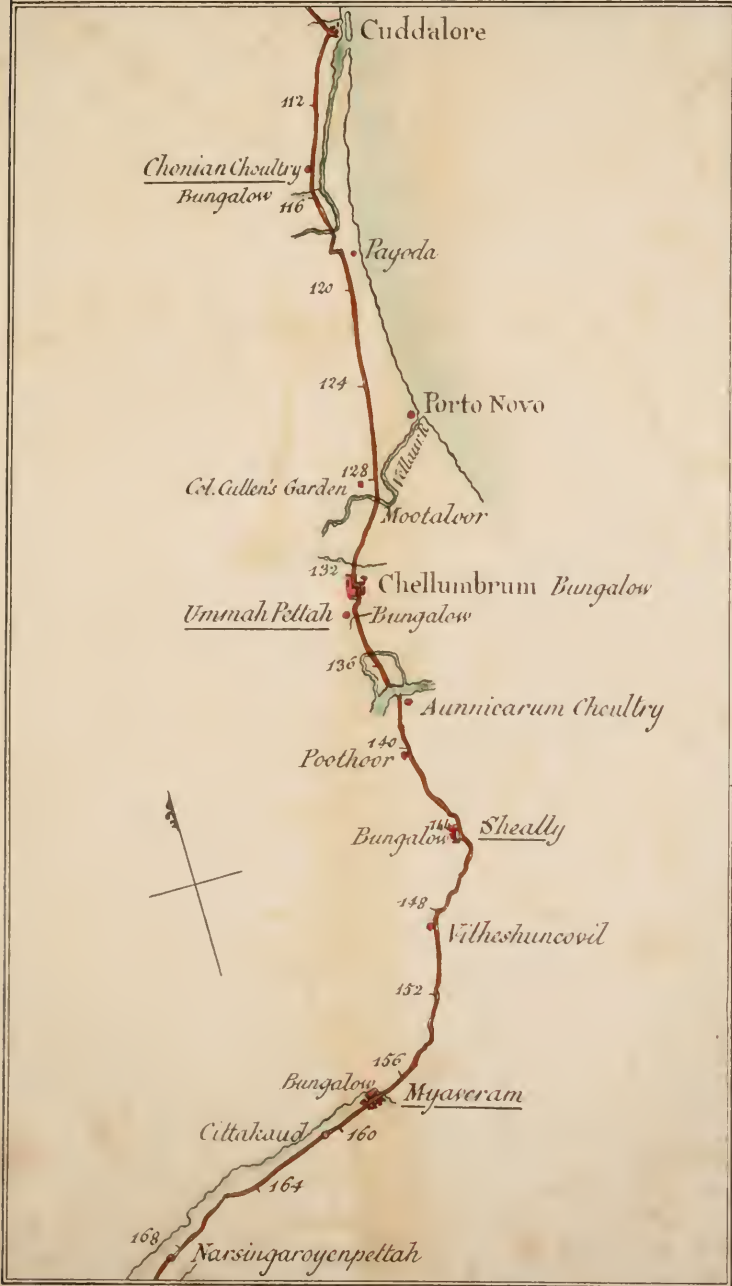 Cuddalore
112
Chonian Choultry
Bungalow
116
Pagoda
120
124
Porto Novo
Vellaur R.
128
Col. Cullen's Garden
Mootaloor
132
Chellumbrum Bungalow
Ummah Pettah
Bungalow
136
Aunnicarum Choultry
140
Poothoor
144
Sheally
Bungalow
148
Vitheshuncovil
152
156
Bungalow
Myaveram
Cittakaud
160
164
168
Narsingaroyenpettah